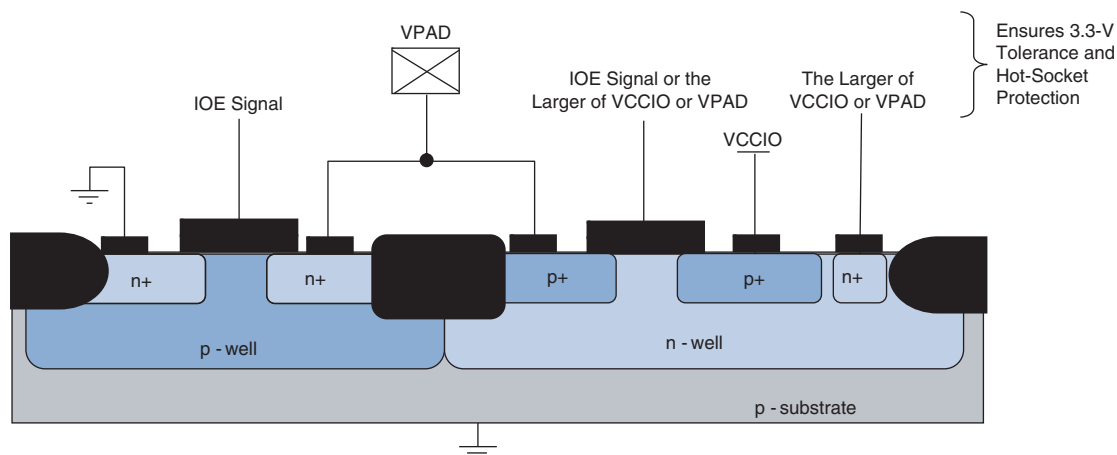 VPAD
IOE Signal
IOE Signal or the
Larger of VCCIO or VPAD
The Larger of
VCCIO or VPAD
Ensures 3.3-V
Tolerance and
Hot-Socket
Protection
VCCIO
n+
n+
p+
p+
n+
p - well
n - well
p - substrate